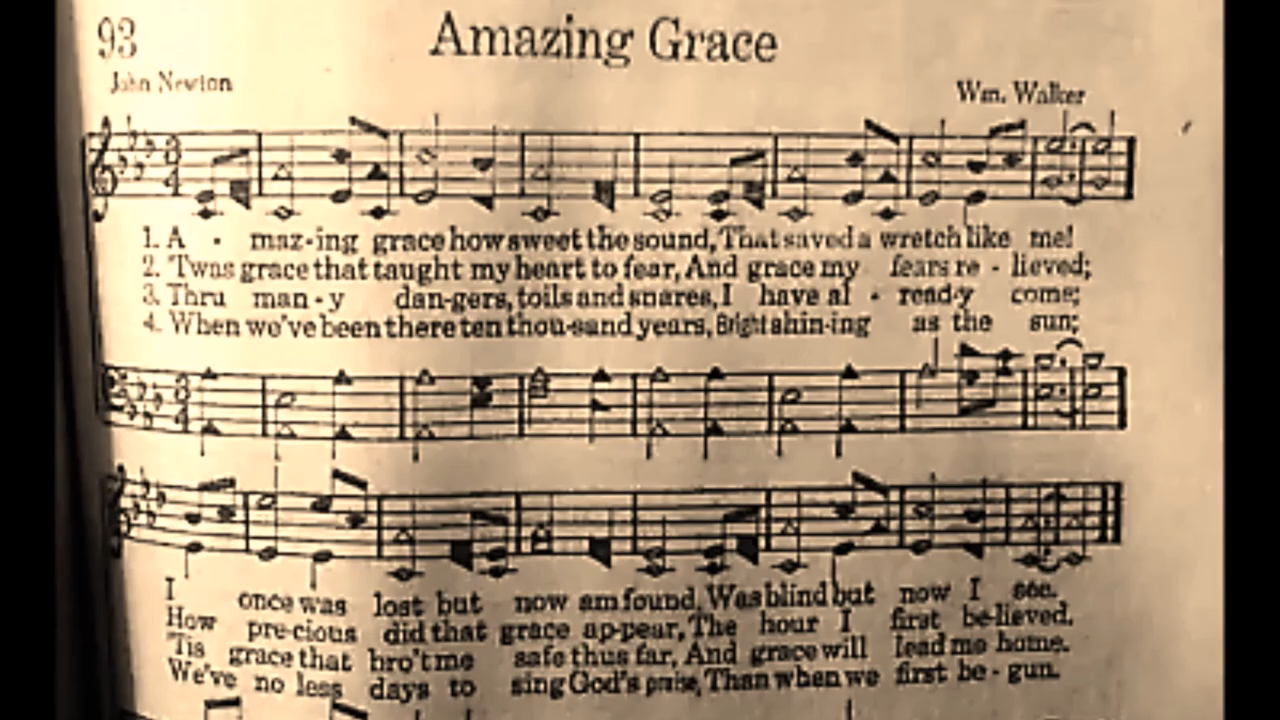 93
Amazing Grace
John Newton
Wm. Walker
3
4
1. A - maz-ing grace how sweet the sound, That saved a wretch like me!
2. 'Twas grace that taught my heart to fear, And grace my fears re - lieved;
3. Thru man-y dan-gers, toils and snares, I have al - read-y come;
4. When we've been there ten thou-sand years, Bright shin-ing as the sun;
3
4
I once was lost but now am found, Was blind but now I see.
How pre-cious did that grace ap-pear, The hour I first be-lieved.
'Tis grace that bro't me safe thus far, And grace will lead me home.
We've no less days to sing God's praise, Than when we first be-gun.